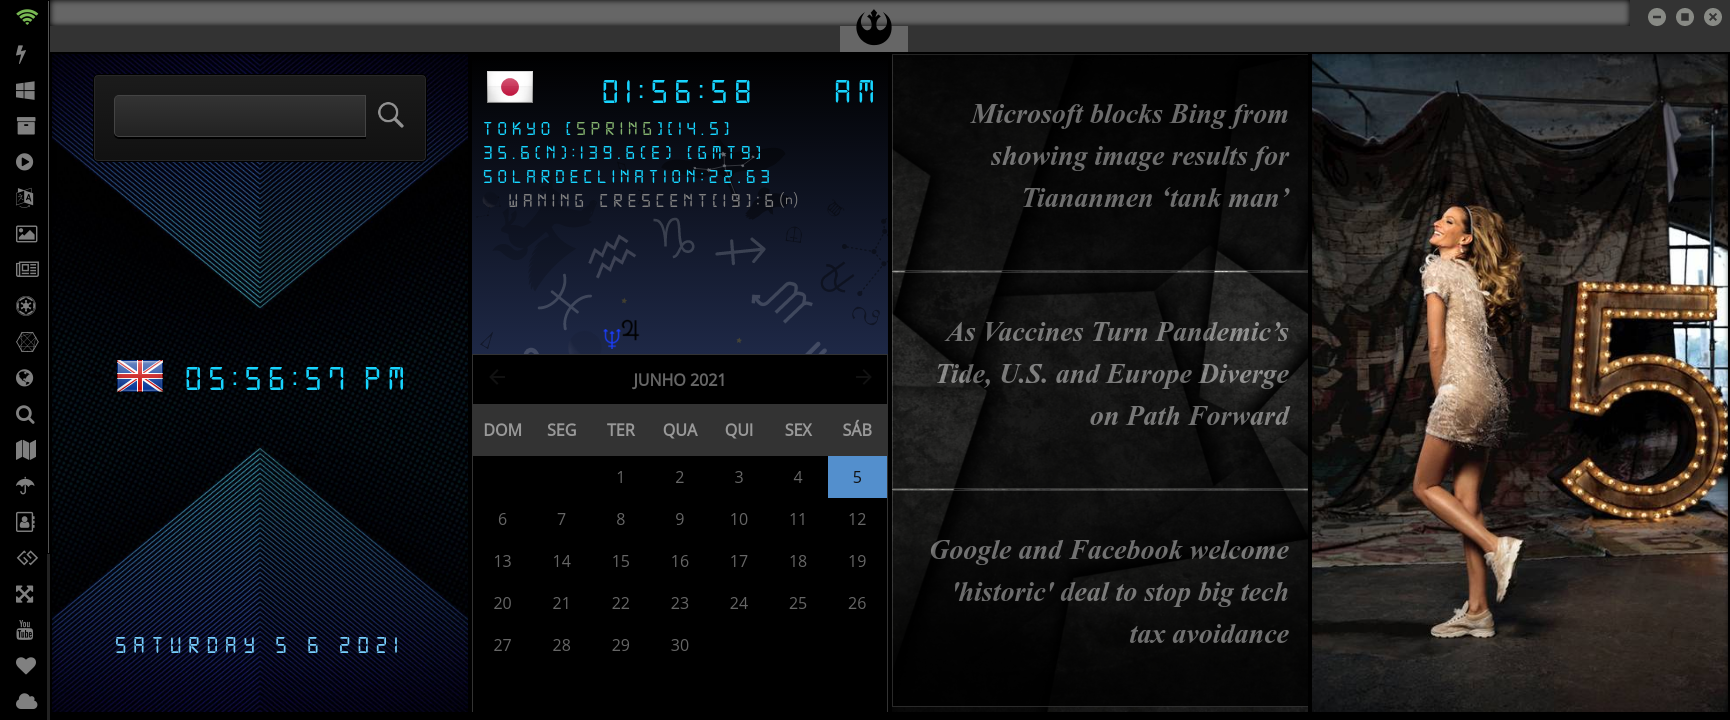 05:56:57 PM
SATURDAY 5 6 2021
01:56:58 AM
TOKYO [SPRING][14.5]
35.6(N):139.6(E) [GMT9]
SOLARDECLINATION:22.63
WANING CRESCENT[19]:6(n)
JUNHO 2021
DOM SEG TER QUA QUI SEX SÁB
1 2 3 4 5
6 7 8 9 10 11 12
13 14 15 16 17 18 19
20 21 22 23 24 25 26
27 28 29 30
Microsoft blocks Bing from
showing image results for
Tiananmen ‘tank man’
As Vaccines Turn Pandemic’s
Tide, U.S. and Europe Diverge
on Path Forward
Google and Facebook welcome
'historic' deal to stop big tech
tax avoidance
5
You
Tube